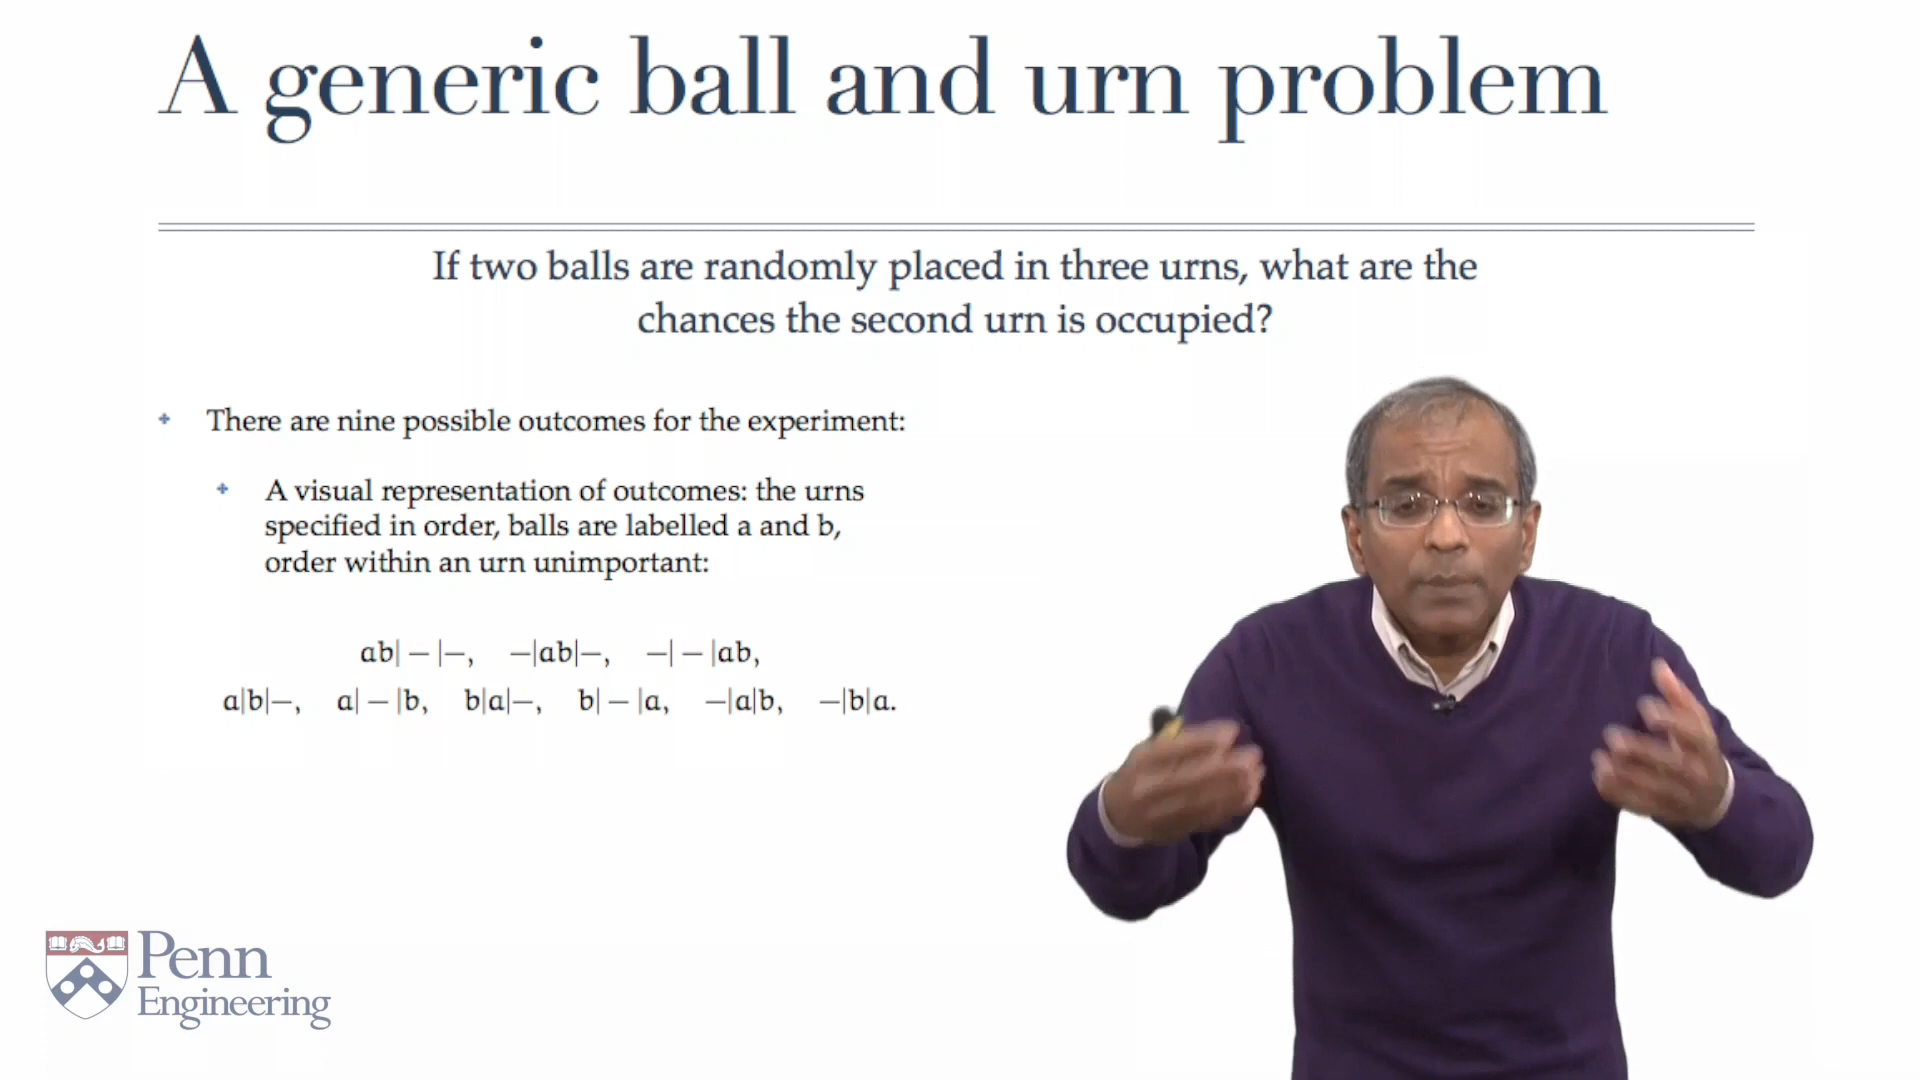 A generic ball and urn problem
If two balls are randomly placed in three urns, what are the
chances the second urn is occupied?
There are nine possible outcomes for the experiment:
A visual representation of outcomes: the urns
specified in order, balls are labelled a and b,
order within an urn unimportant:
ab| − |−, −|ab|−, −| − |ab,
a|b|−, a| − |b, b|a|−, b| − |a, −|a|b, −|b|a.
Penn
Engineering